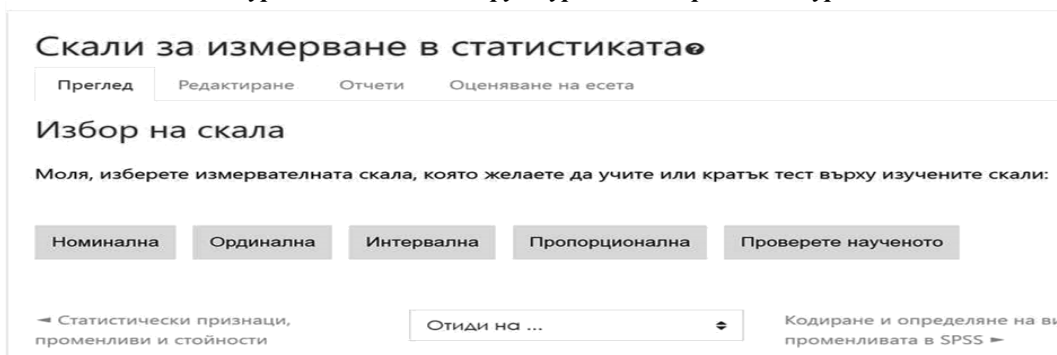 Скали за измерване в статистиката
Преглед Редактиране Отчети Оценяване на есета
Избор на скала
Моля, изберете измервателната скала, която желаете да учите или кратък тест върху изучените скали:
Номинална Ординална Интервална Пропорционална Проверете наученото
◄ Статистически признаци,
променливи и стойности
Отиди на ...
Кодиране и определяне на ви
променливата в SPSS ►